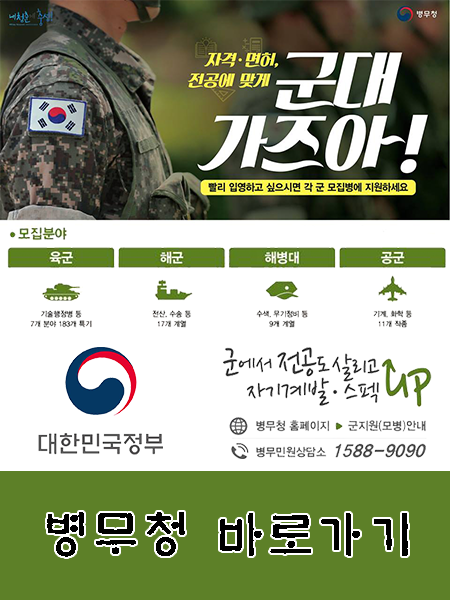 내 청춘의 충성!
병무청
자격·면허,
전공에 맞게
군대
가즈아!
빨리 입영하고 싶으시면 각 군 모집병에 지원하세요
• 모집분야
육군 해군 해병대 공군
기술행정병 등 전산, 수송 등 수색, 무기정비 등 기계, 화학 등
7개 분야 183개 특기 17개 계열 9개 계열 11개 직종
군에서 전공도 살리고
자기계발·스펙 UP
대한민국정부
병무청 홈페이지 ▶ 군지원(모병)안내
병무민원상담소 1588-9090
병무청 바로가기